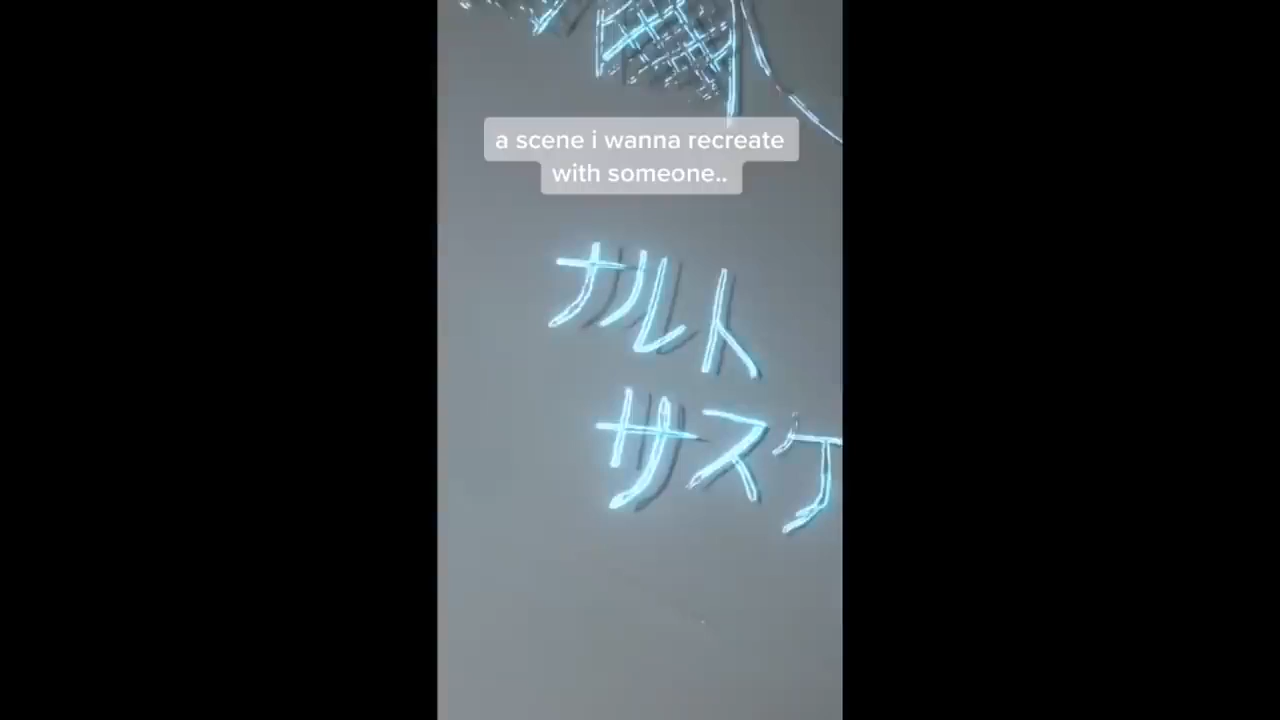 a scene i wanna recreate
with someone..
ナルト
サスケ